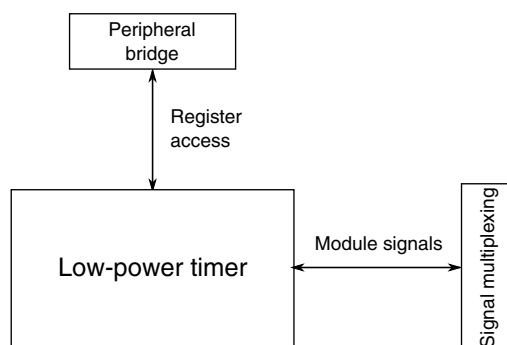 Peripheral
bridge
Register
access
Low-power timer
Module signals
Signal multiplexing